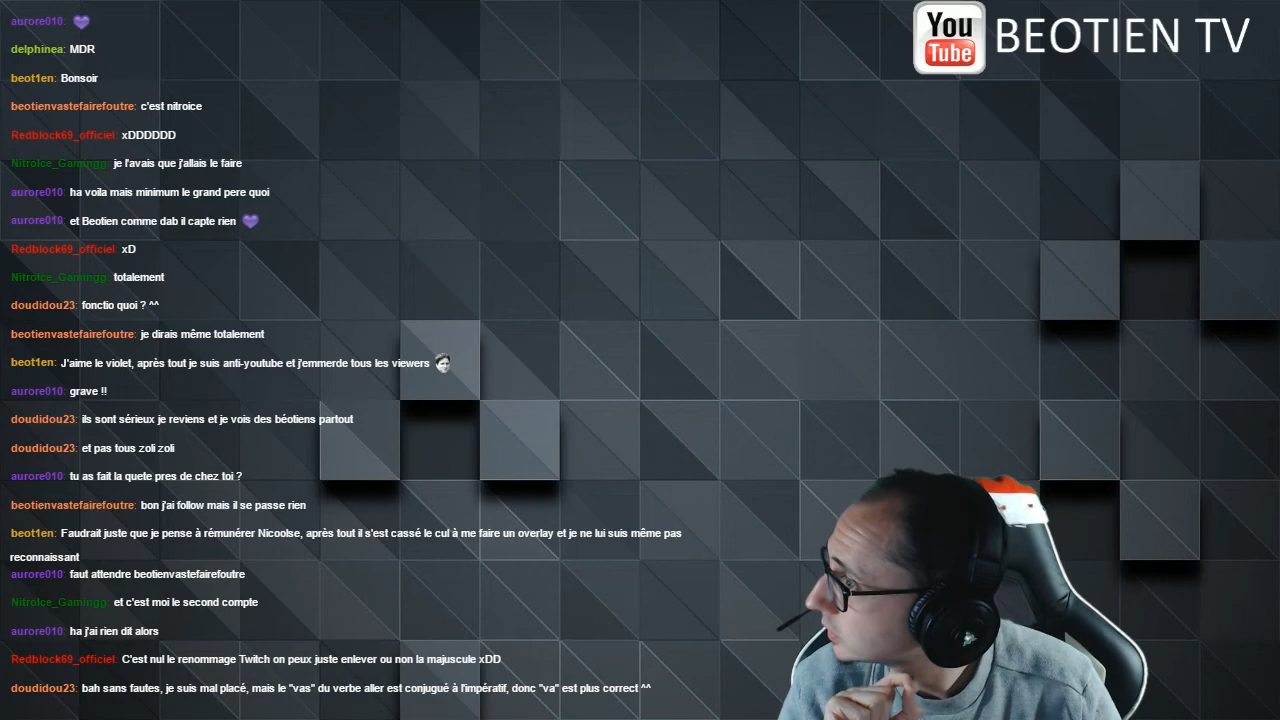 You
Tube
BEOTIEN TV
aurore010:
delphinea: MDR
beot1en: Bonsoir
beotienvastefairefoutre: c'est nitroice
Redblock69_officiel: xDDDDDD
NitroIce_Gamingg: je l'avais que j'allais le faire
aurore010: ha voila mais minimum le grand pere quoi
aurore010: et Beotien comme dab il capte rien
Redblock69_officiel: xD
NitroIce_Gamingg: totalement
doudidou23: fonctio quoi ? ^^
beotienvastefairefoutre: je dirais même totalement
beot1en: J'aime le violet, après tout je suis anti-youtube et j'emmerde tous les viewers
aurore010: grave !!
doudidou23: ils sont sérieux je reviens et je vois des béotiens partout
doudidou23: et pas tous zoli zoli
aurore010: tu as fait la quete pres de chez toi ?
beotienvastefairefoutre: bon j'ai follow mais il se passe rien
beot1en: Faudrait juste que je pense à rémunérer Nicoolse, après tout il s'est cassé le cul à me faire un overlay et je ne lui suis même pas
reconnaissant
aurore010: faut attendre beotienvastefairefoutre
NitroIce_Gamingg: et c'est moi le second compte
aurore010: ha j'ai rien dit alors
Redblock69_officiel: C'est nul le renommage Twitch on peux juste enlever ou non la majuscule xDD
doudidou23: bah sans fautes, je suis mal placé, mais le "vas" du verbe aller est conjugué à l'impératif, donc "va" est plus correct ^^